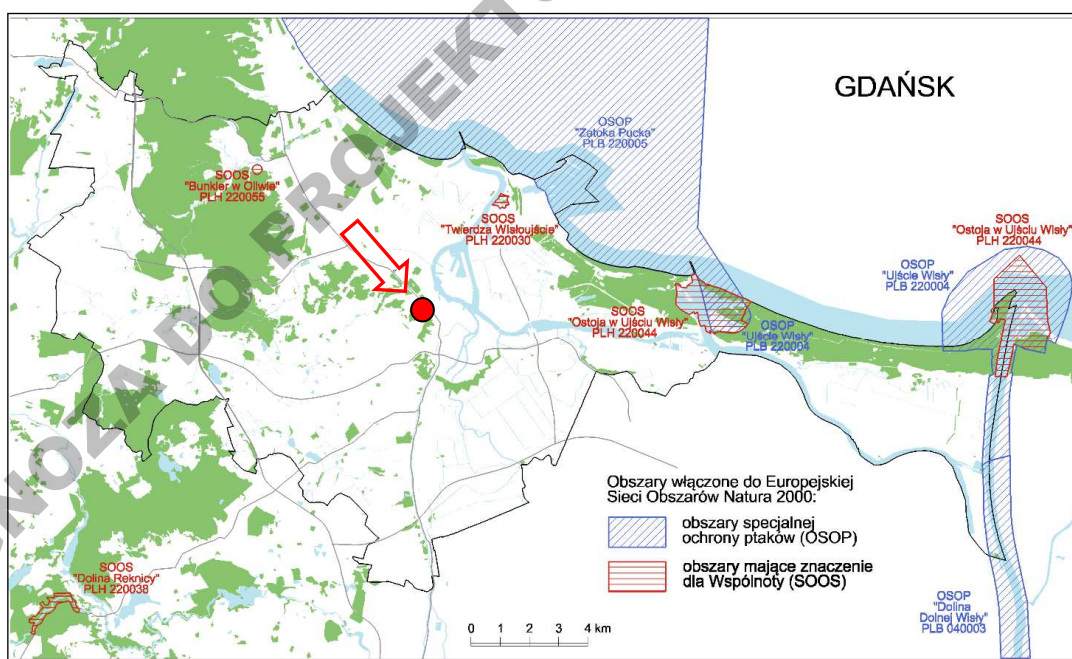 GDAŃSK
OSOP
"Zatoka Pucka"
PLB 220005
SOOS
"Bunkier w Oliwie"
PLH 220055
SOOS
"Twierdza Wisłoujście"
PLH 220030
SOOS
"Ostoja w Ujściu Wisły"
PLH 220044
OSOP
"Ujście Wisły"
PLB 220004
SOOS
"Ostoja w Ujściu Wisły"
PLH 220044
OSOP
"Ujście Wisły"
PLB 220004
Obszary włączone do Europejskiej
Sieci Obszarów Natura 2000:
obszary specjalnej
ochrony ptaków (OSOP)
obszary mające znaczenie
dla Wspólnoty (SOOS)
SOOS
"Dolina Reknicy"
PLH 220038
OSOP
"Dolina
Dolnej Wisły"
PLB 040003
0 1 2 3 4 km
NOZA DO PROJEKTO